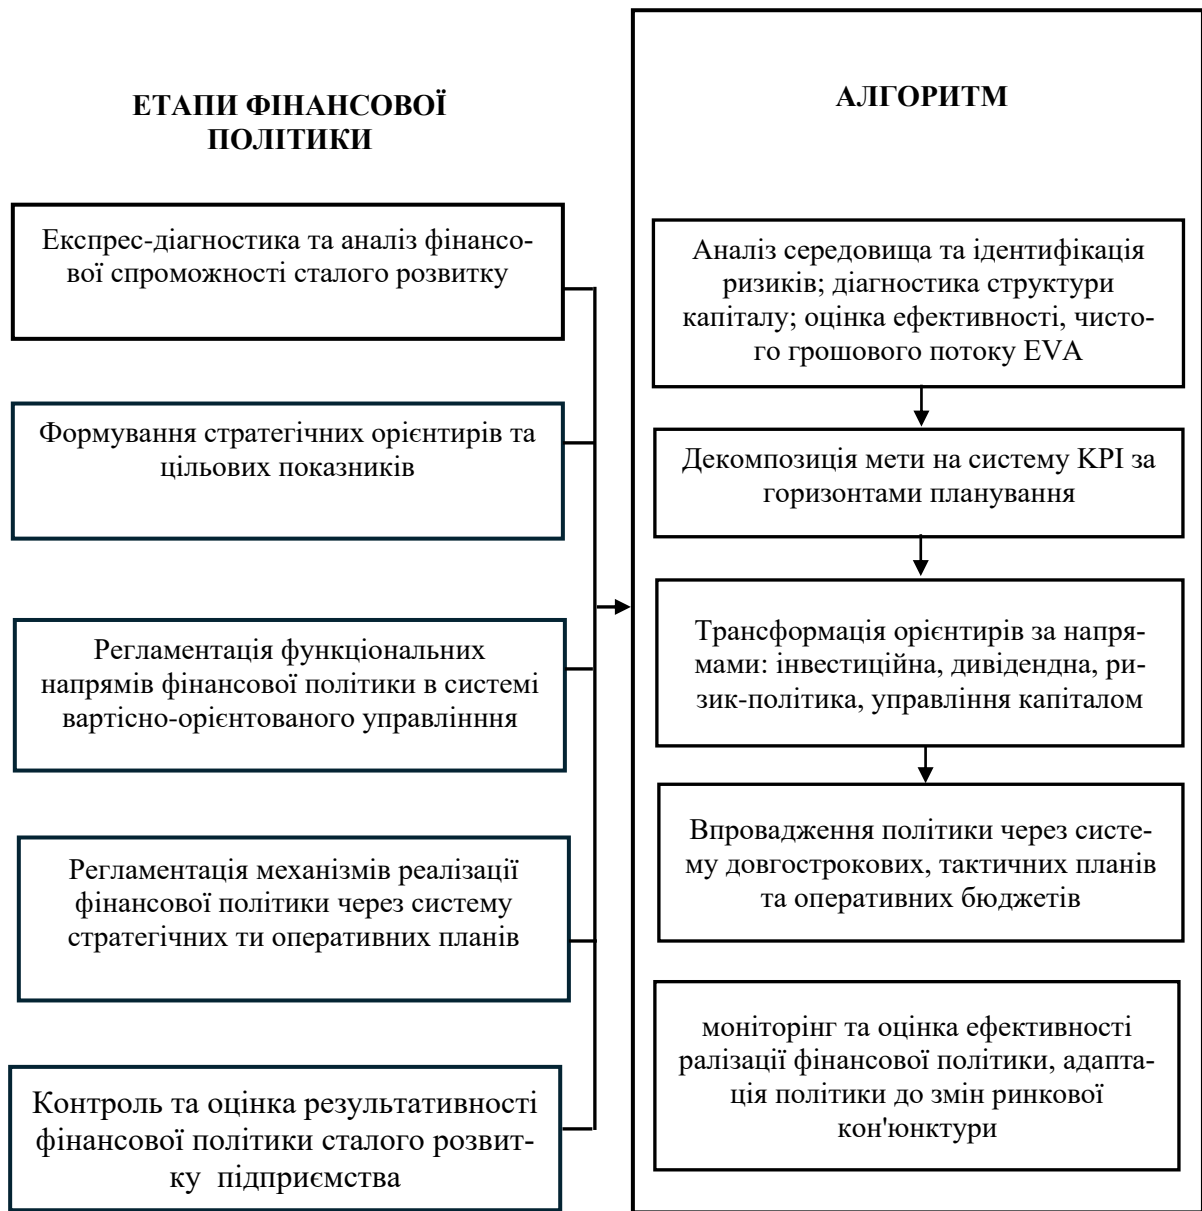 ЕТАПИ ФІНАНСОВОЇ
ПОЛІТИКИ
Експрес-діагностика та аналіз фінансо-
вої спроможності сталого розвитку
Формування стратегічних орієнтирів та
цільових показників
Регламентація функціональних
напрямів фінансової політики в системі
вартісно-орієнтованого управлінння
Регламентація механізмів реалізації
фінансової політики через систему
стратегічних ти оперативних планів
Контроль та оцінка результативності
фінансової політики сталого розвит-
ку підприємства
АЛГОРИТМ
Аналіз середовища та ідентифікація
ризиків; діагностика структури
капіталу; оцінка ефективності, чисто-
го грошового потоку EVA
Декомпозиція мети на систему KPI за
горизонтами планування
Трансформація орієнтирів за напря-
мами: інвестиційна, дивідендна, ри-
зик-політика, управління капіталом
Впровадження політики через систе-
му довгострокових, тактичних планів
та оперативних бюджетів
моніторінг та оцінка ефективності
ралізації фінансової політики, адапта-
ція політики до змін ринкової
кон'юнктури